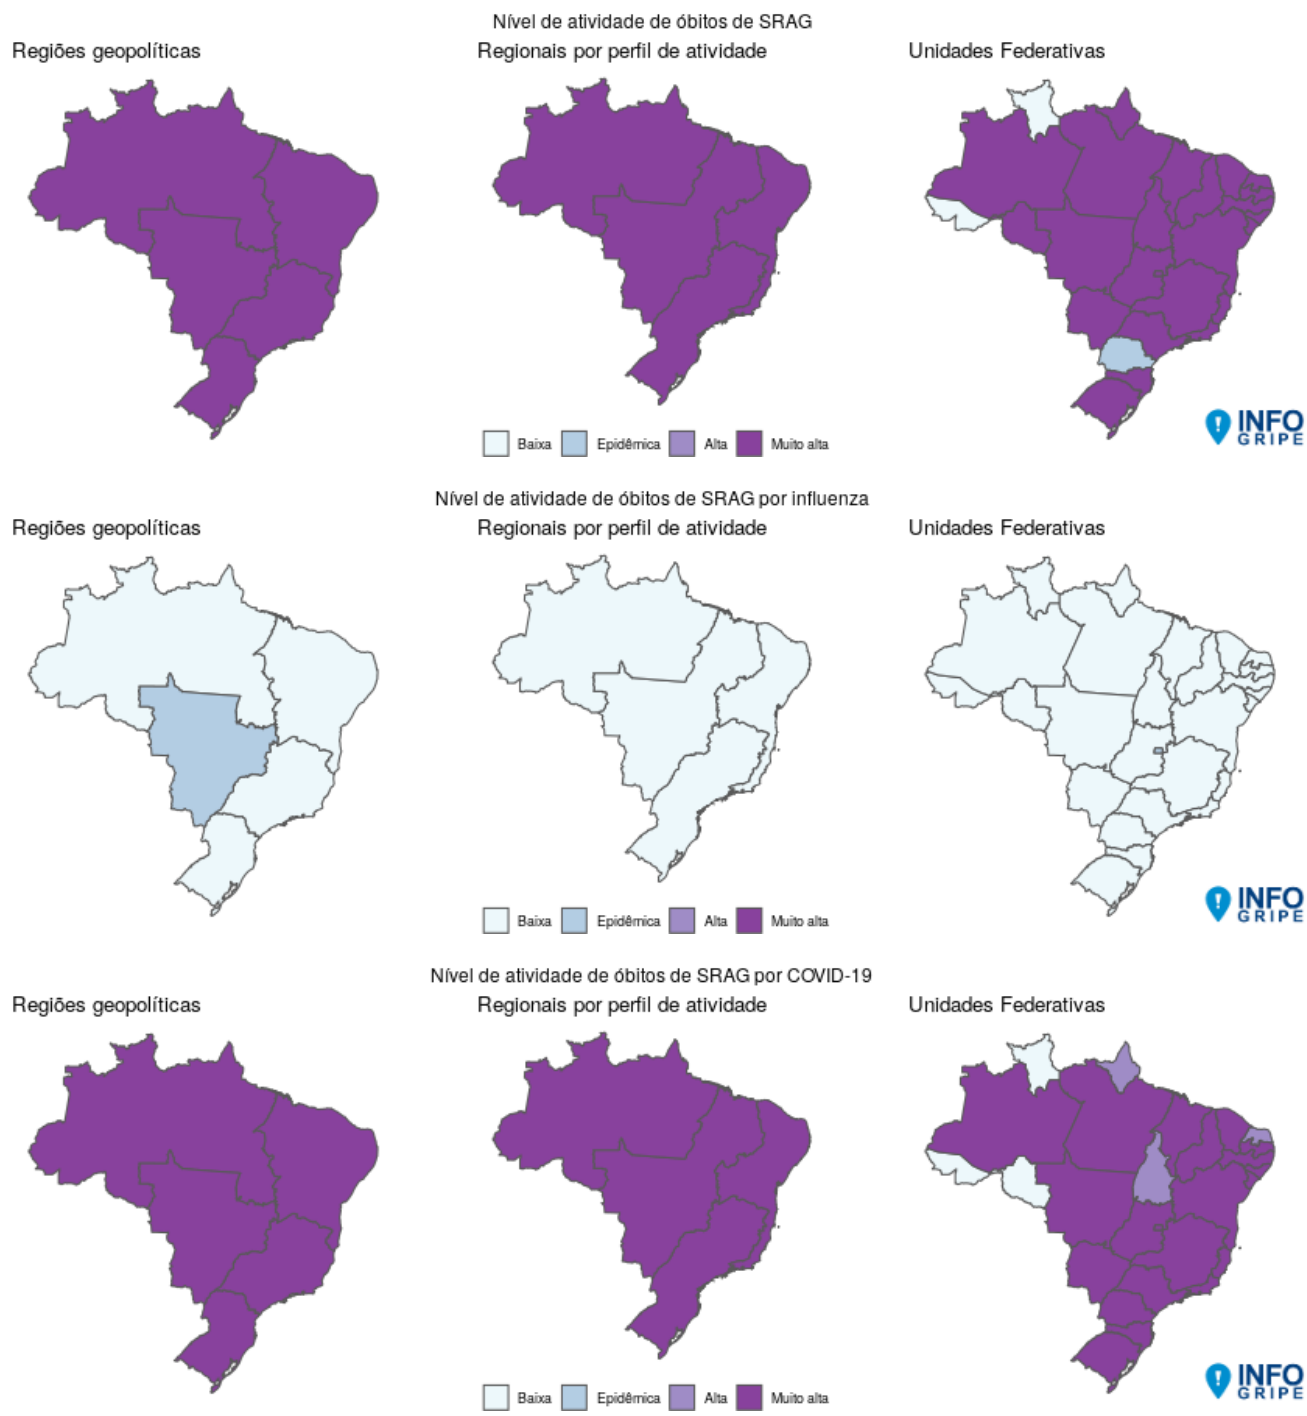 Nível de atividade de óbitos de SRAG
Regiões geopolíticas
Regionais por perfil de atividade
Unidades Federativas
Baixa
Epidêmica
Alta
Muito alta
INFO
GRIPE
Nível de atividade de óbitos de SRAG por influenza
Regiões geopolíticas
Regionais por perfil de atividade
Unidades Federativas
Baixa
Epidêmica
Alta
Muito alta
INFO
GRIPE
Nível de atividade de óbitos de SRAG por COVID-19
Regiões geopolíticas
Regionais por perfil de atividade
Unidades Federativas
Baixa
Epidêmica
Alta
Muito alta
INFO
GRIPE